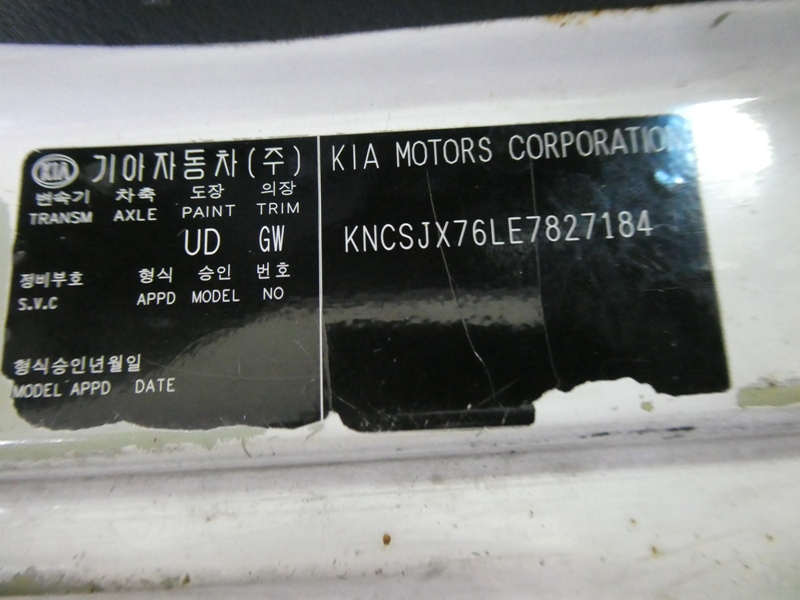 KIA 기아자동차(주)
변속기 차축 도장 의장
TRANSM AXLE PAINT TRIM
UD GW
정비부호 형식 승인 번호
S.V.C APPD MODEL NO
형식승인년월일
MODEL APPD DATE
KIA MOTORS CORPORATION
KNCSJX76LE7827184